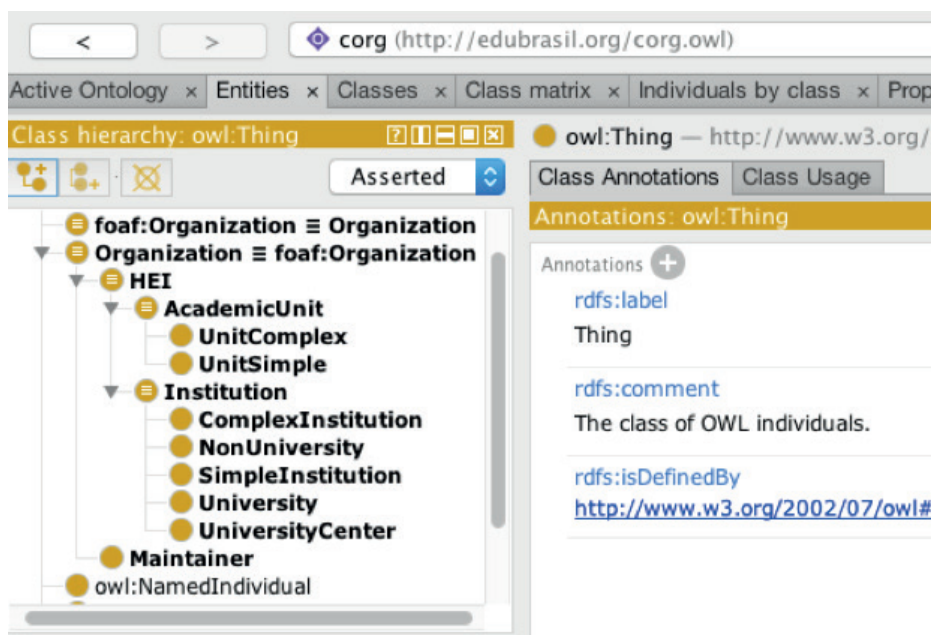 < > corg (http://edubrasil.org/corg.owl)
Active Ontology × Entities × Classes × Class matrix × Individuals by class × Prop
Class hierarchy: owl:Thing
Asserted
foaf:Organization ≡ Organization
Organization ≡ foaf:Organization
HEI
AcademicUnit
UnitComplex
UnitSimple
Institution
ComplexInstitution
NonUniversity
SimpleInstitution
University
UniversityCenter
Maintainer
owl:NamedIndividual
owl:Thing — http://www.w3.org/
Class Annotations Class Usage
Annotations: owl:Thing
Annotations
rdfs:label
Thing
rdfs:comment
The class of OWL individuals.
rdfs:isDefinedBy
http://www.w3.org/2002/07/owl#